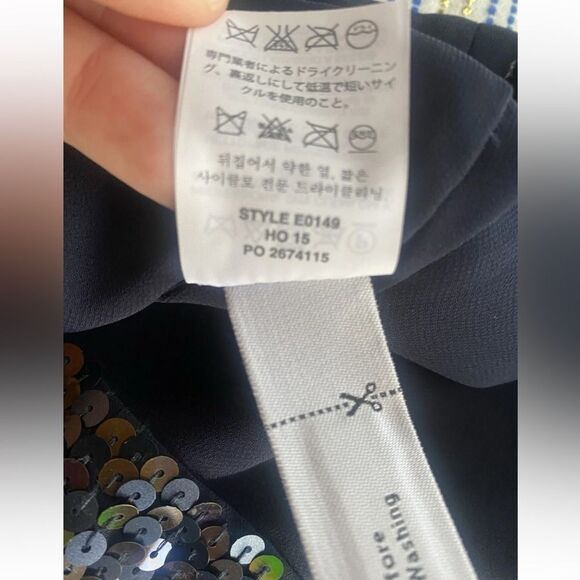 専門業者によるドライクリーニン
グ、裏返しにして低温で短いサイ
クルを使用のこと。
뒤집어서 약한 열, 짧은
사이클로 전문 드라이클리닝
STYLE E0149
HO 15
PO 2674115
Washing